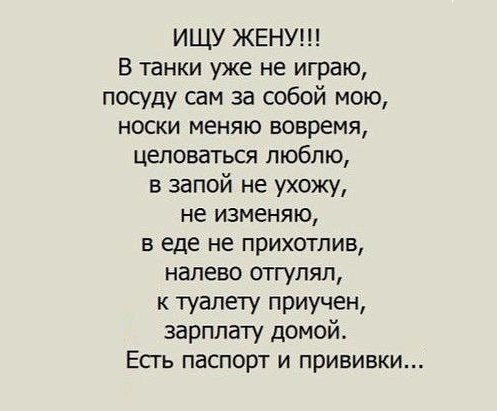 ИЩУ ЖЕНУ!!!
В танки уже не играю,
посуду сам за собой мою,
носки меняю вовремя,
целоваться люблю,
в запой не ухожу,
не изменяю,
в еде не прихотлив,
налево отгулял,
к туалету приучен,
зарплату домой.
Есть паспорт и прививки...